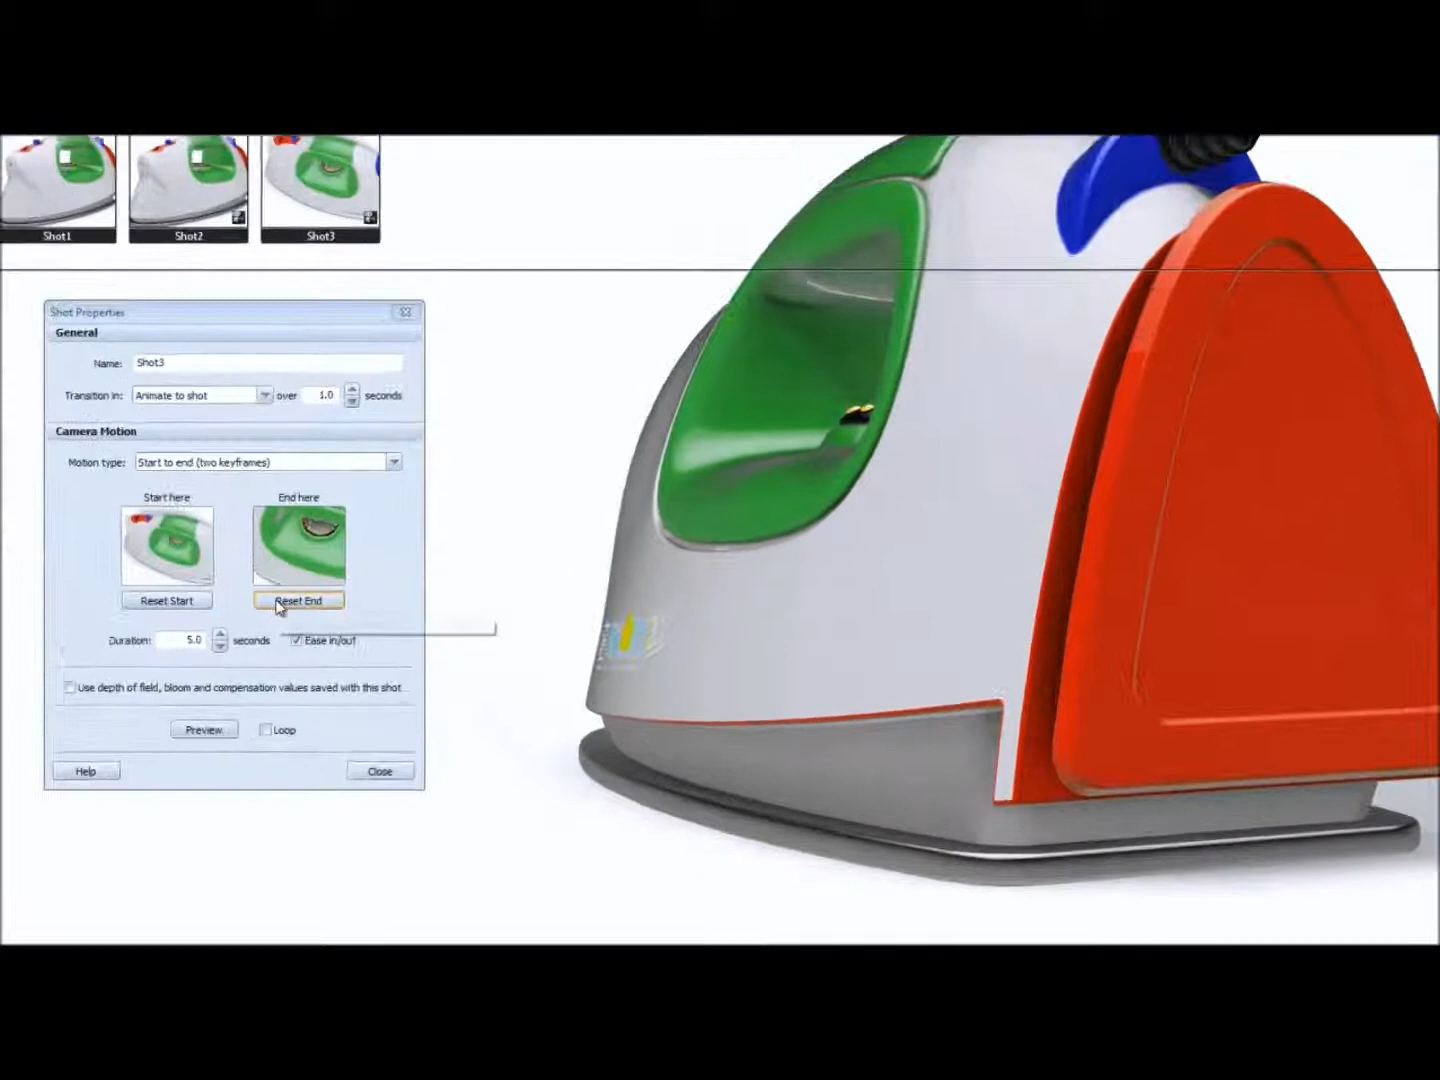 Shot1
Shot2
Shot3
Shot Properties
General
Name: Shot3
Transition in: Animate to shot over 1.0 seconds
Camera Motion
Motion type: Start to end (two keyframes)
Start here
End here
Reset Start
Reset End
Duration: 5.0 seconds Ease in/out
Use depth of field, bloom and compensation values saved with this shot
Preview Loop
Help
Close